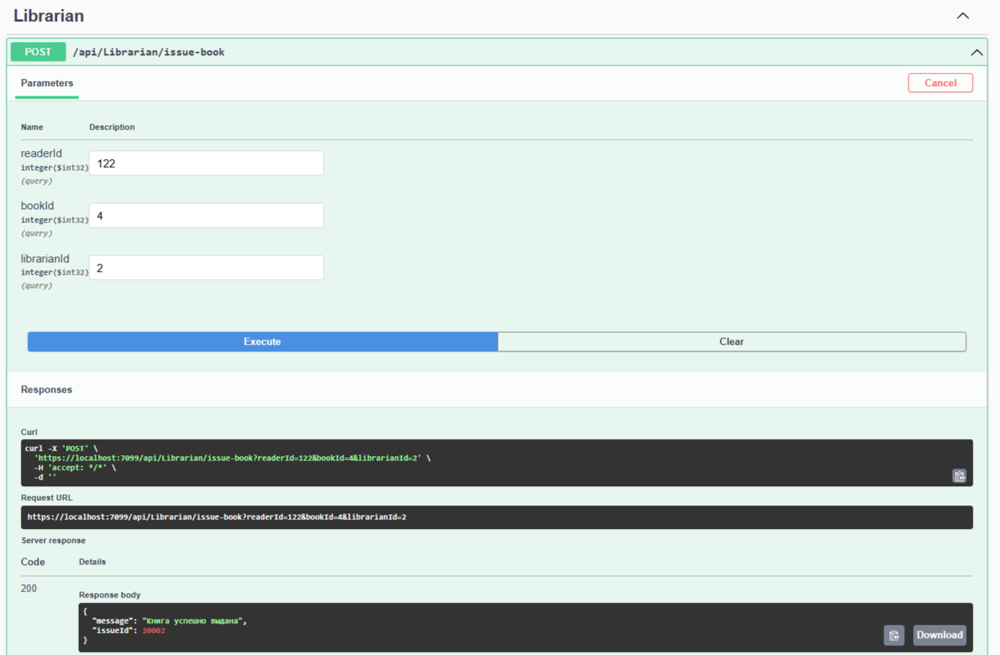 Librarian
POST /api/Librarian/issue-book
Parameters
Cancel
Name Description
readerId
integer($int32)
(query)
122
bookId
integer($int32)
(query)
4
librarianId
integer($int32)
(query)
2
Execute Clear
Responses
Curl
curl -X 'POST' \
'https://localhost:7099/api/Librarian/issue-book?readerId=122&bookId=4&librarianId=2' \
-H 'accept: */*' \
-d ''
Request URL
https://localhost:7099/api/Librarian/issue-book?readerId=122&bookId=4&librarianId=2
Server response
Code Details
200
Response body
{
"message": "Книга успешно выдана",
"issueId": 20002
}
Download